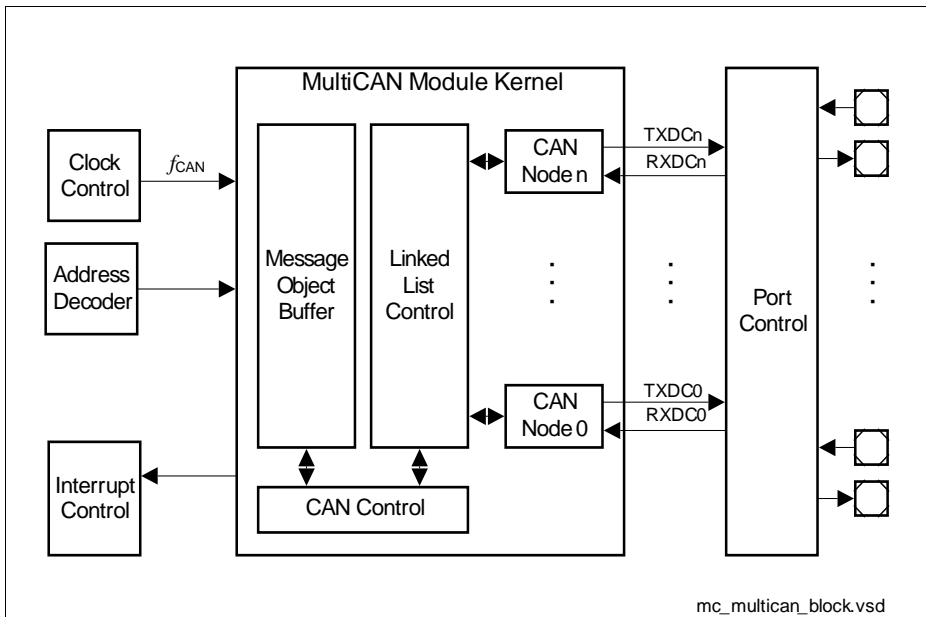 MultiCAN Module Kernel
Clock
Control
fCAN
Address
Decoder
Interrupt
Control
Message
Object
Buffer
Linked
List
Control
CAN Control
CAN
Node n
CAN
Node 0
TXDCn
RXDCn
TXDC0
RXDC0
Port
Control
mc_multican_block.vsd